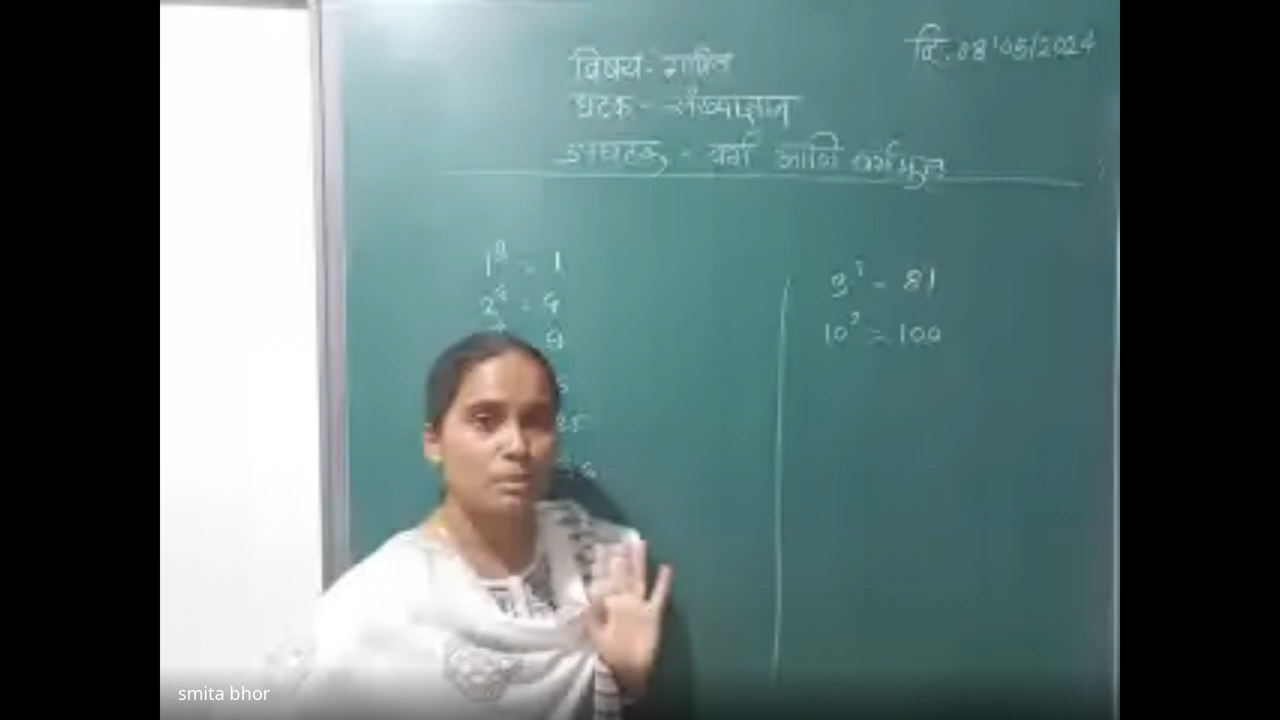 दि. 08/05/2024
विषय:- गणित
घटक - संख्याज्ञान
उपघटक - वर्ग आणि वर्गमूळ
1² = 1
2² = 4
9
9² = 81
10² = 100
smita bhor